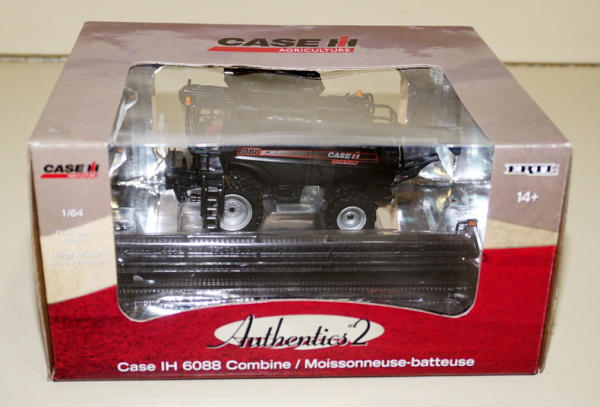 CASE IH
AGRICULTURE
6088
CASE IH
CASE IH
AGRICULTURE
1/64
ERTL
14+
Authentics 2
Case IH 6088 Combine / Moissonneuse-batteuse